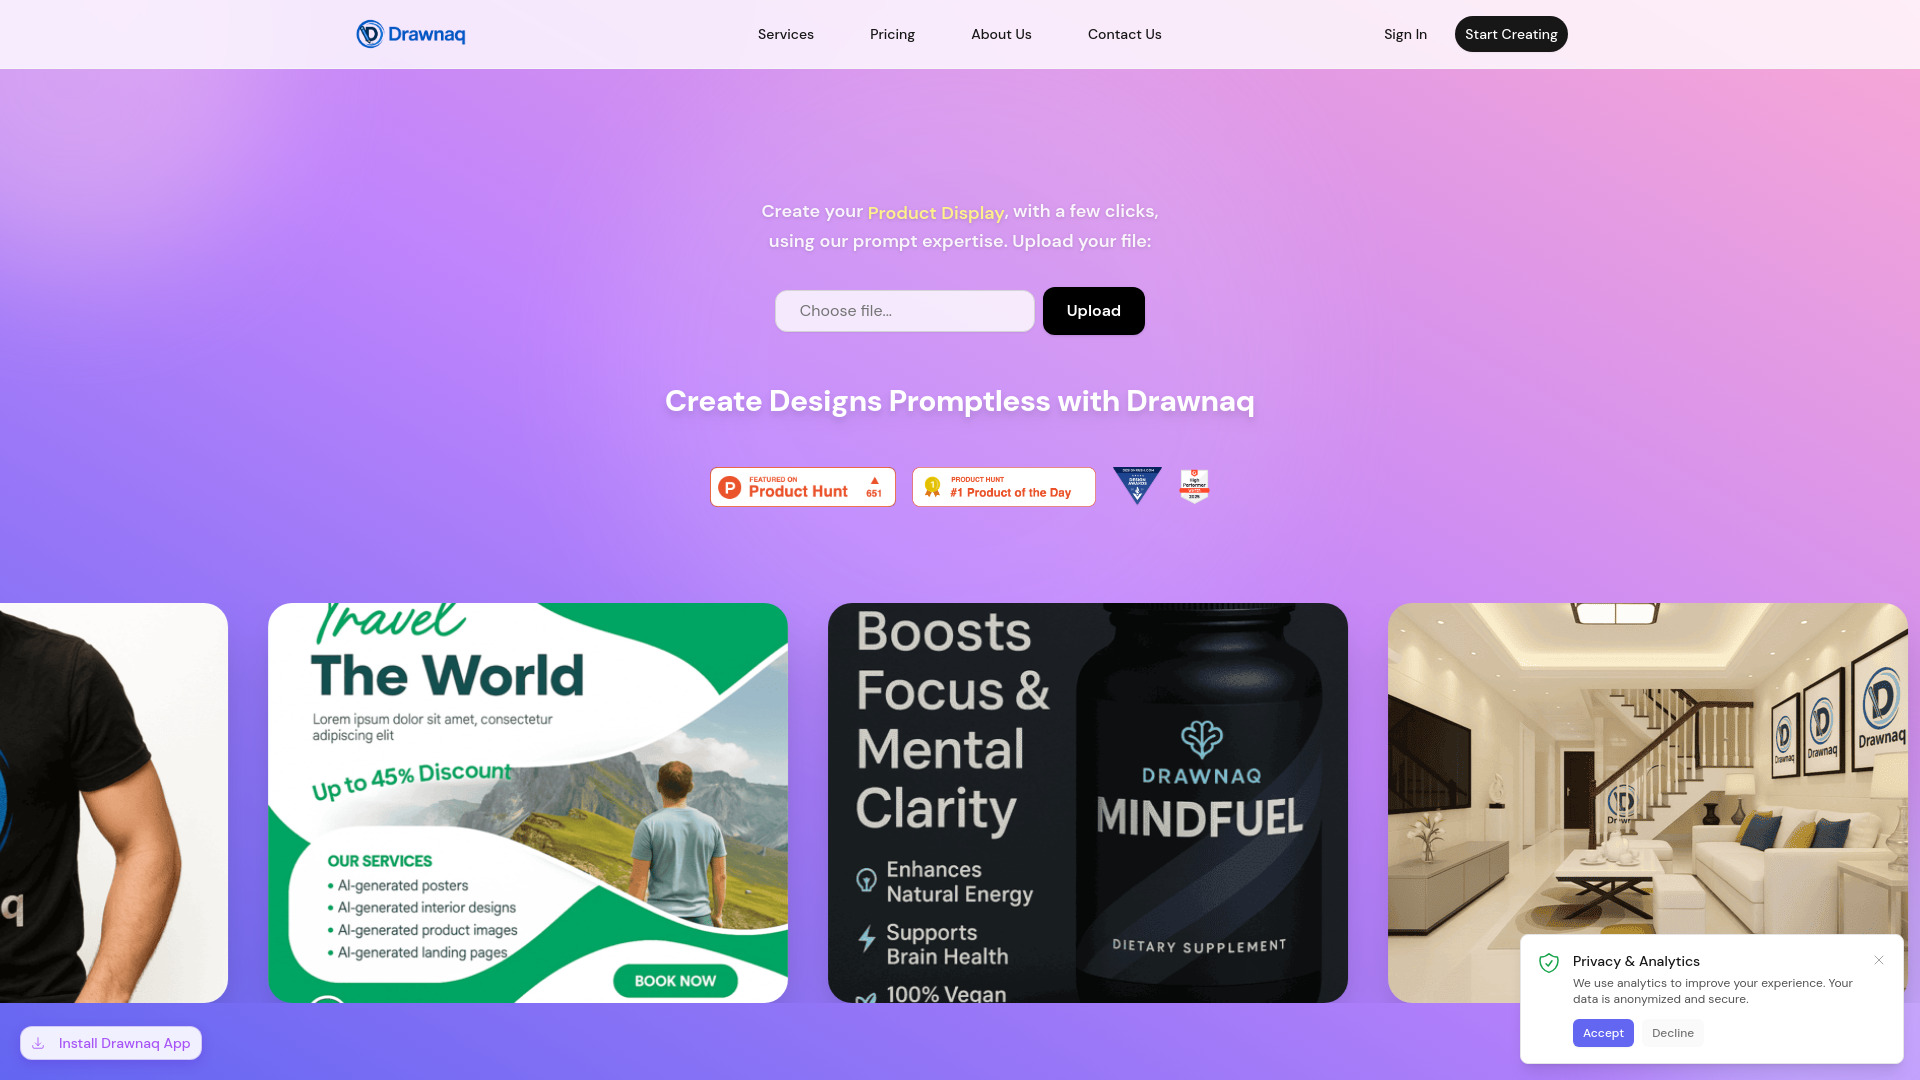 Drawnaq
Services
Pricing
About Us
Contact Us
Sign In
Start Creating
Create your Product Display, with a few clicks,
using our prompt expertise. Upload your file:
Choose file...
Upload
Create Designs Promptless with Drawnaq
FEATURED ON
Product Hunt
651
PRODUCT HUNT
#1 Product of the Day
1
DESIGN
AWARDS
High
Performer
2025
q
Travel
The World
Lorem ipsum dolor sit amet, consectetur
adipiscing elit
Up to 45% Discount
OUR SERVICES
• AI-generated posters
• AI-generated interior designs
• AI-generated product images
• AI-generated landing pages
BOOK NOW
Boosts
Focus &
Mental
Clarity
Enhances
Natural Energy
Supports
Brain Health
100% Vegan
DRAWNAQ
MINDFUEL
DIETARY SUPPLEMENT
Drawnaq
Drawnaq
Drawnaq
Install Drawnaq App
Privacy & Analytics
We use analytics to improve your experience. Your
data is anonymized and secure.
Accept
Decline